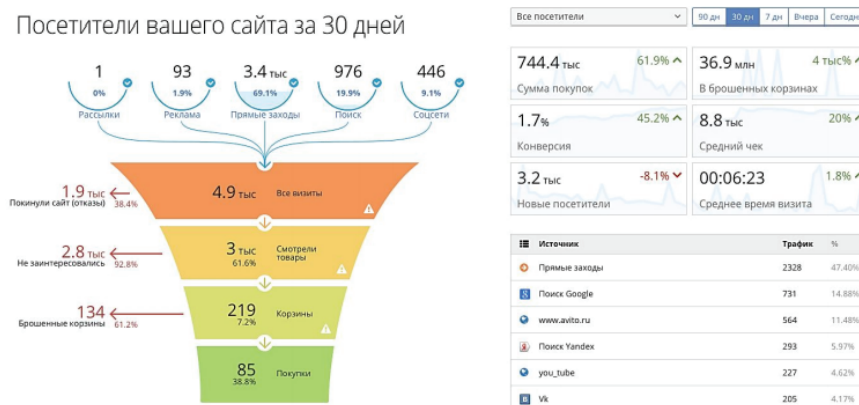 Посетители вашего сайта за 30 дней
1
93
3.4 тыс
976
446
0%
1.9%
69.1%
19.9%
9.1%
Рассылки
Реклама
Прямые заходы
Поиск
Соцсети
1.9 тыс
Покинули сайт (отказы) 38.4%
4.9 тыс Все визиты
2.8 тыс
Не заинтересовались 92.8%
3 тыс
61.6%
Смотрели
товары
134
Брошенные корзины 61.2%
219
7.2%
Корзины
85
38.8%
Покупки
Все посетители
90 дн 30 дн 7 дн Вчера
744.4 тыс 61.9%
Сумма покупок
36.9 млн 4 тыс%
В брошенных корзинах
1.7% 45.2%
Конверсия
8.8 тыс 20%
Средний чек
3.2 тыс -8.1%
Новые посетители
00:06:23 1.8%
Среднее время визита
Источник Трафик %
Прямые заходы 2328 47.40%
Поиск Google 731 14.88%
www.avito.ru 564 11.48%
Поиск Yandex 293 5.97%
you_tube 227 4.62%
Vk 205 4.17%